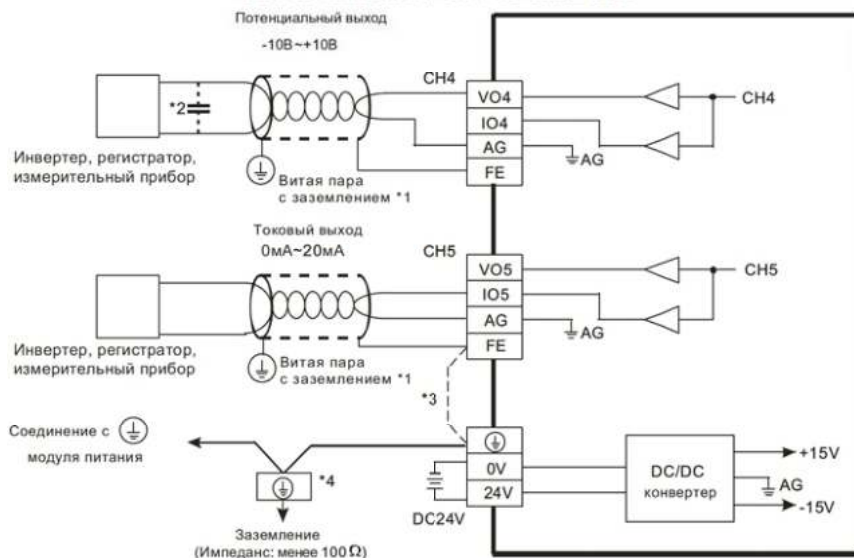 Потенциальный выход
-10В~+10В
CH4
VO4
CH4
*2
IO4
AG
AG
FE
Инвертер, регистратор,
измерительный прибор
Витая пара
с заземлением *1
Токовый выход
0мА~20мА
CH5
VO5
CH5
IO5
AG
AG
FE
Инвертер, регистратор,
измерительный прибор
Витая пара
с заземлением *1
*3
Соединение с
модуля питания
*4
0V
24V
DC24V
DC/DC
конвертер
+15V
AG
-15V
Заземление
(Импеданс: менее 100 Ω)